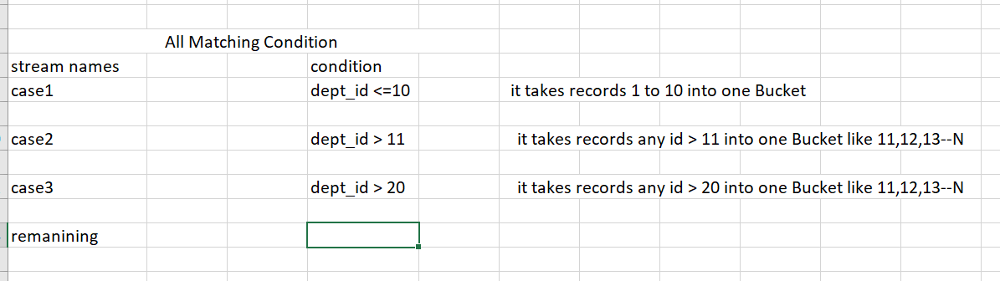 All Matching Condition
stream names condition
case1 dept_id <=10 it takes records 1 to 10 into one Bucket
case2 dept_id > 11 it takes records any id > 11 into one Bucket like 11,12,13--N
case3 dept_id > 20 it takes records any id > 20 into one Bucket like 11,12,13--N
remanining